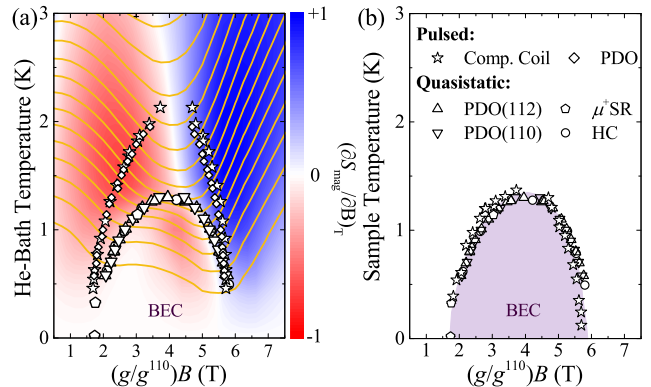 (a)
3
2
1
0
He-Bath Temperature (K)
BEC
1 2 3 4 5 6 7
(g/g¹¹⁰)B (T)
+1
0
-1
(∂S_mag/∂B)_T
(b)
3
2
1
0
Sample Temperature (K)
Pulsed:
Comp. Coil PDO
Quasistatic:
PDO(112) μ⁺SR
PDO(110) HC
BEC
1 2 3 4 5 6 7
(g/g¹¹⁰)B (T)